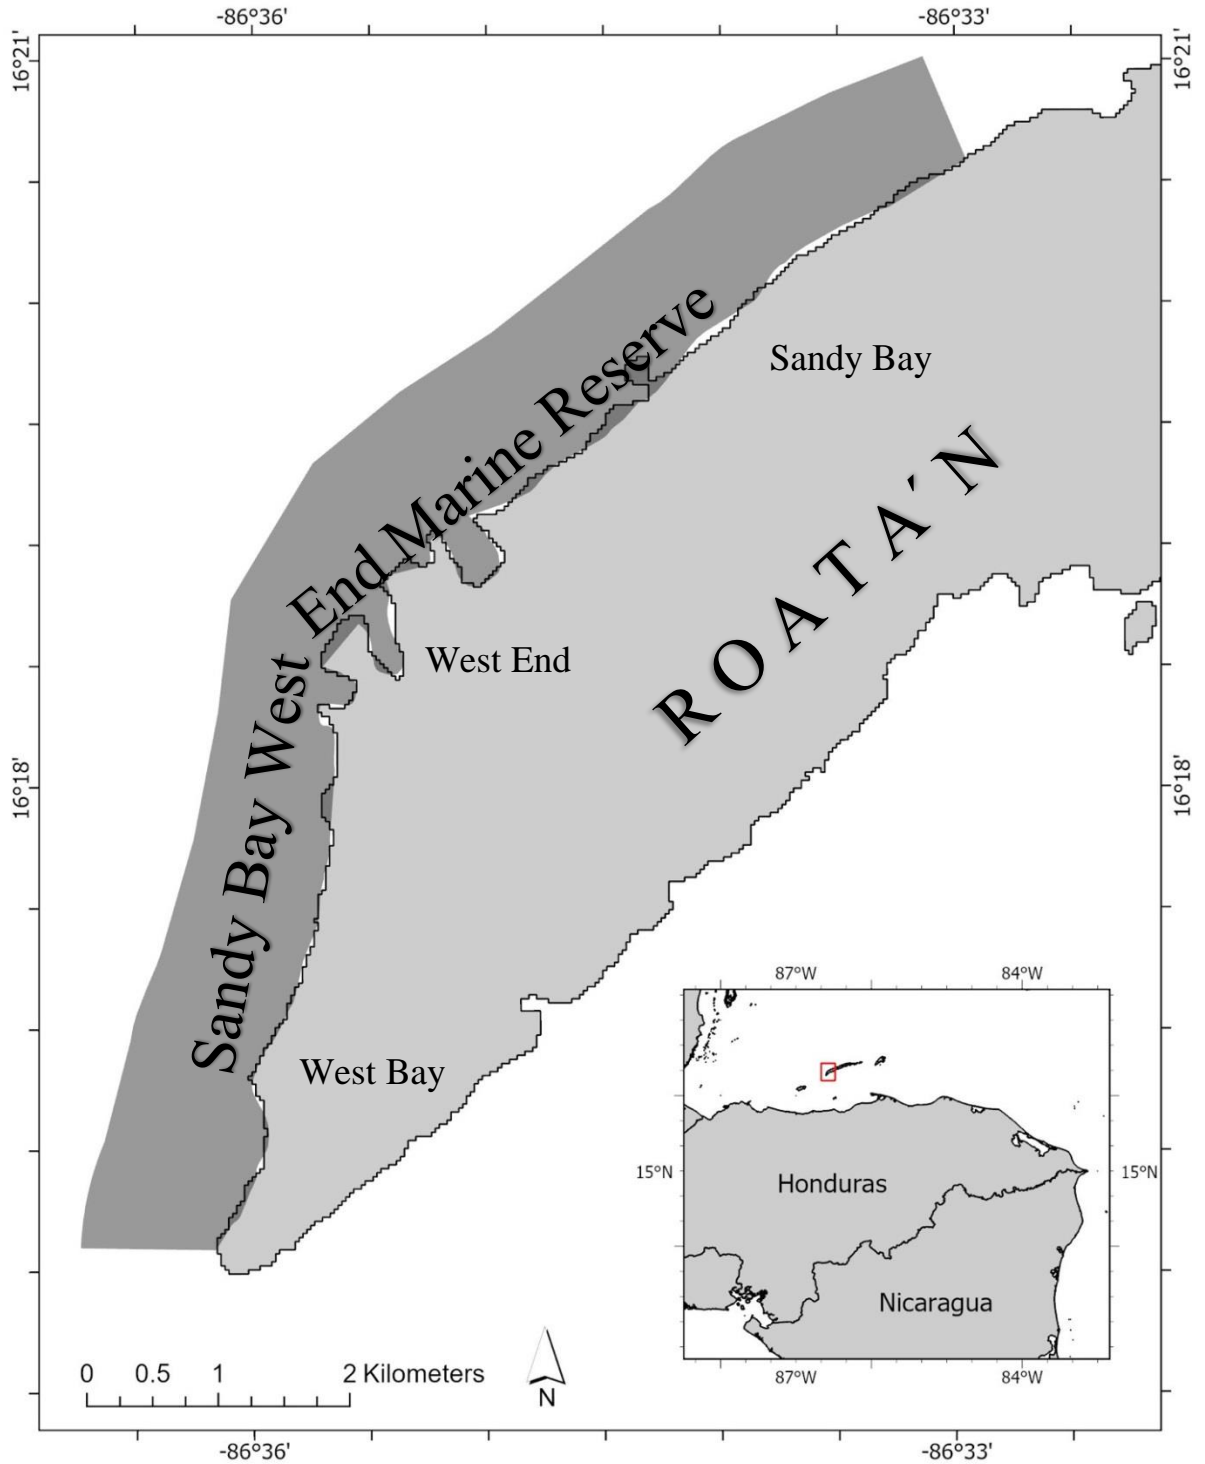 -86°36' -86°33'
16°21' 16°21'
Sandy Bay West End Marine Reserve
Sandy Bay
ROATA´N
West End
16°18' 16°18'
West Bay
87°W 84°W
15°N 15°N
Honduras
Nicaragua
87°W 84°W
0 0.5 1 2 Kilometers
N
-86°36' -86°33'